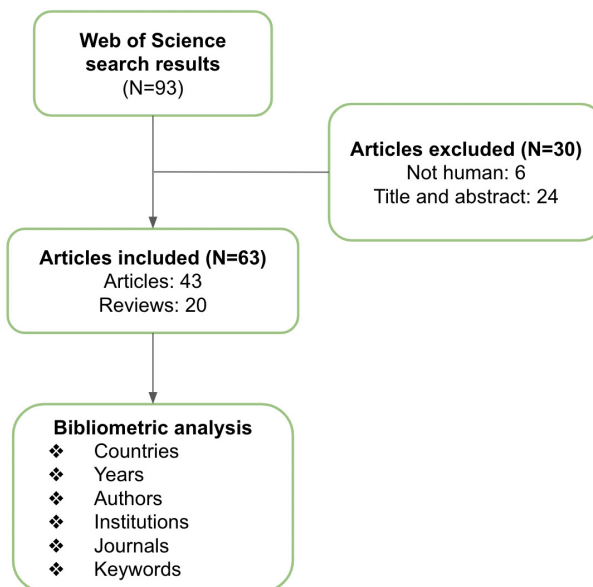 Web of Science
search results
(N=93)
Articles excluded (N=30)
Not human: 6
Title and abstract: 24
Articles included (N=63)
Articles: 43
Reviews: 20
Bibliometric analysis
❖ Countries
❖ Years
❖ Authors
❖ Institutions
❖ Journals
❖ Keywords